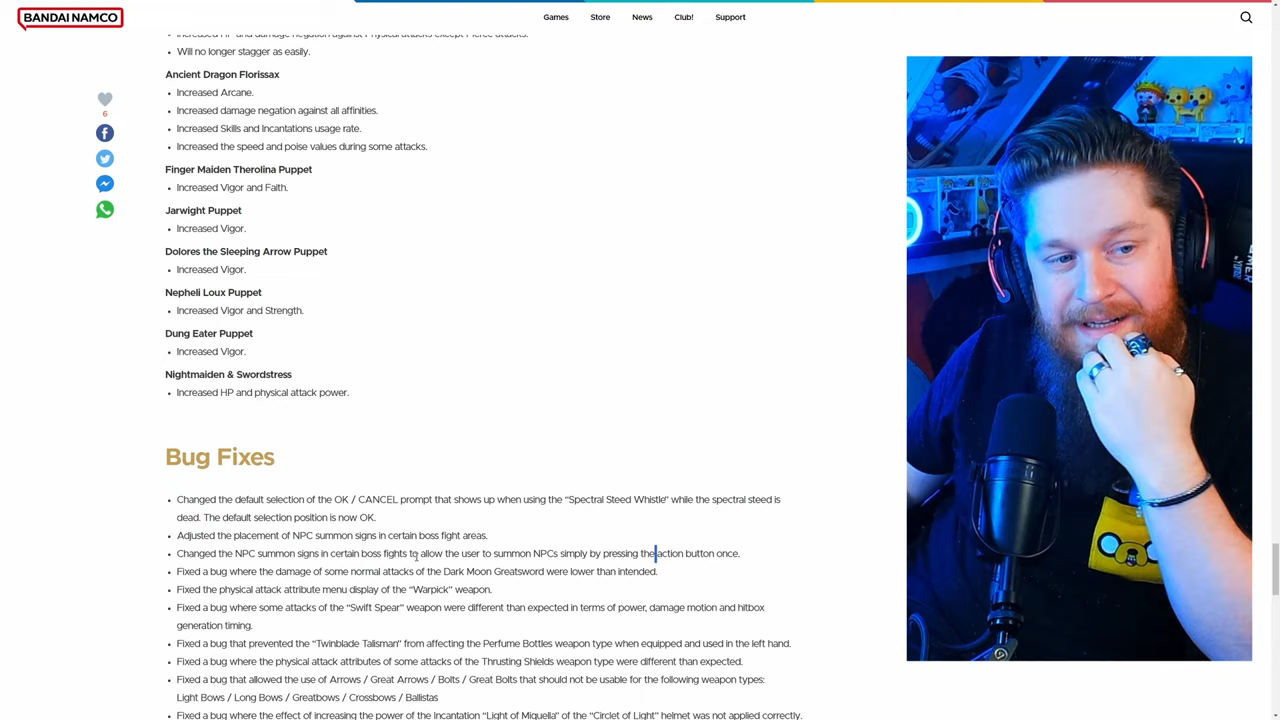 BANDAI NAMCO
Games Store News Club! Support
Increased HP and damage negation against Physical attacks except Pierce attacks.
Will no longer stagger as easily.
Ancient Dragon Florissax
Increased Arcane.
Increased damage negation against all affinities.
Increased Skills and Incantations usage rate.
Increased the speed and poise values during some attacks.
6
Finger Maiden Therolina Puppet
Increased Vigor and Faith.
Jarwight Puppet
Increased Vigor.
Dolores the Sleeping Arrow Puppet
Increased Vigor.
Nepheli Loux Puppet
Increased Vigor and Strength.
Dung Eater Puppet
Increased Vigor.
Nightmaiden & Swordstress
Increased HP and physical attack power.
Bug Fixes
Changed the default selection of the OK / CANCEL prompt that shows up when using the “Spectral Steed Whistle” while the spectral steed is
dead. The default selection position is now OK.
Adjusted the placement of NPC summon signs in certain boss fight areas.
Changed the NPC summon signs in certain boss fights to allow the user to summon NPCs simply by pressing the action button once.
Fixed a bug where the damage of some normal attacks of the Dark Moon Greatsword were lower than intended.
Fixed the physical attack attribute menu display of the “Warpick” weapon.
Fixed a bug where some attacks of the “Swift Spear” weapon were different than expected in terms of power, damage motion and hitbox
generation timing.
Fixed a bug that prevented the “Twinblade Talisman” from affecting the Perfume Bottles weapon type when equipped and used in the left hand.
Fixed a bug where the physical attack attributes of some attacks of the Thrusting Shields weapon type were different than expected.
Fixed a bug that allowed the use of Arrows / Great Arrows / Bolts / Great Bolts that should not be usable for the following weapon types:
Light Bows / Long Bows / Greatbows / Crossbows / Ballistas
Fixed a bug where the effect of increasing the power of the Incantation “Light of Miquella” of the “Circlet of Light” helmet was not applied correctly.